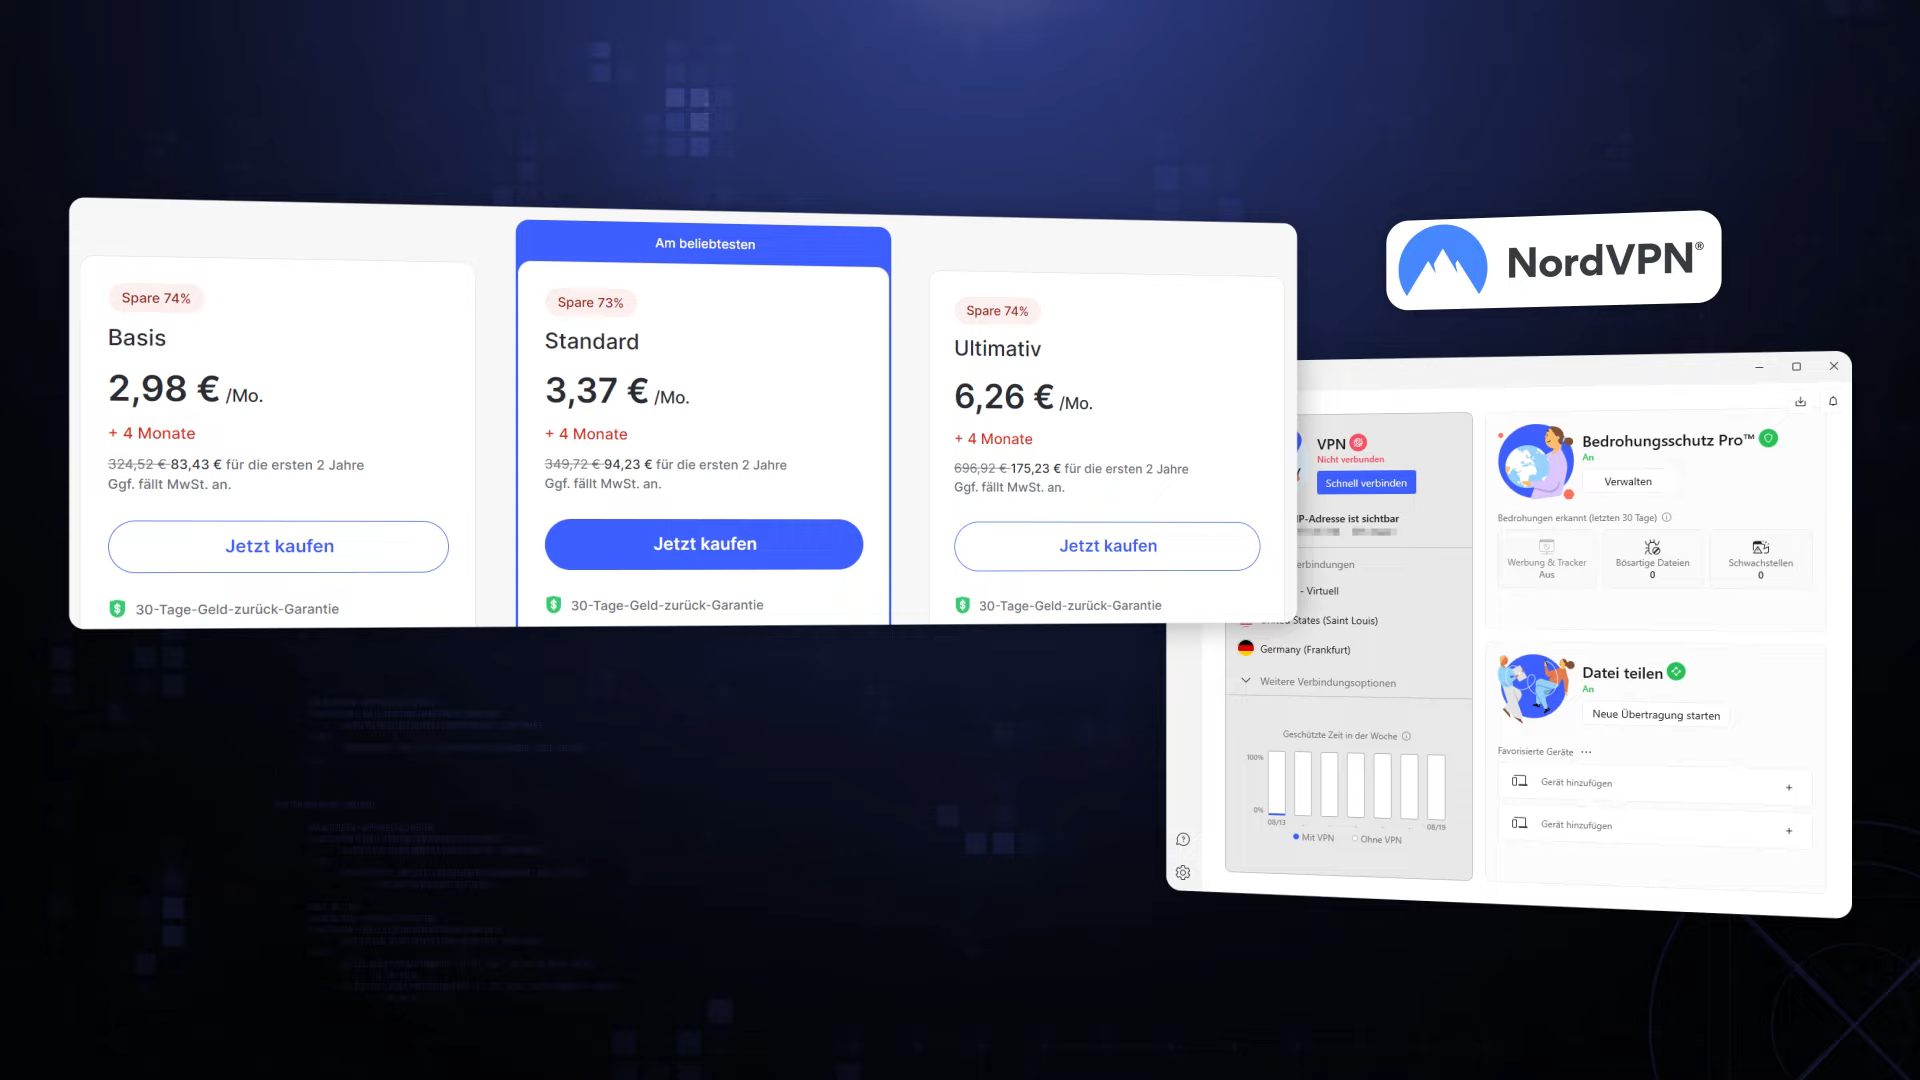 Am beliebtesten
Spare 74%
Basis
2,98 € /Mo.
+ 4 Monate
324,52 € 83,43 € für die ersten 2 Jahre
Ggf. fällt MwSt. an.
Jetzt kaufen
30-Tage-Geld-zurück-Garantie
Spare 73%
Standard
3,37 € /Mo.
+ 4 Monate
349,72 € 94,23 € für die ersten 2 Jahre
Ggf. fällt MwSt. an.
Jetzt kaufen
30-Tage-Geld-zurück-Garantie
Spare 74%
Ultimativ
6,26 € /Mo.
+ 4 Monate
696,92 € 175,23 € für die ersten 2 Jahre
Ggf. fällt MwSt. an.
Jetzt kaufen
30-Tage-Geld-zurück-Garantie
NordVPN®
VPN
Nicht verbunden
Schnell verbinden
IP-Adresse ist sichtbar
erbindungen
- Virtuell
United States (Saint Louis)
Germany (Frankfurt)
Weitere Verbindungsoptionen
Geschützte Zeit in der Woche
100%
0%
08/13
08/19
Mit VPN
Ohne VPN
Bedrohungsschutz Pro™
An
Verwalten
Bedrohungen erkannt (letzten 30 Tage)
Werbung & Tracker
Aus
Bösartige Dateien
0
Schwachstellen
0
Datei teilen
An
Neue Übertragung starten
Favorisierte Geräte ...
Gerät hinzufügen +
Gerät hinzufügen +